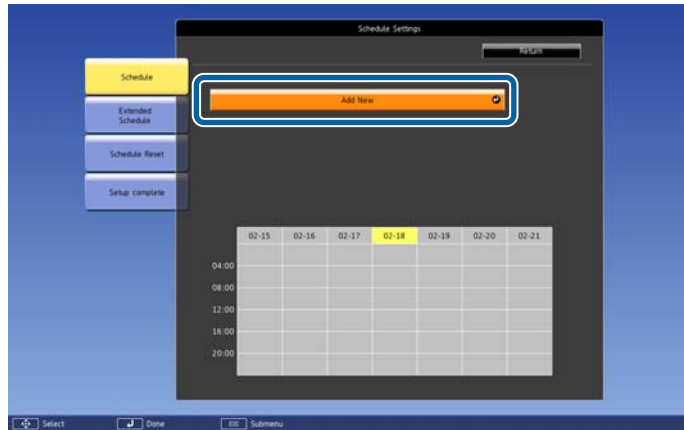 Schedule Settings
Return
Schedule
Add New
Extended
Schedule
Schedule Reset
Setup complete
02-15 02-16 02-17 02-18 02-19 02-20 02-21
04:00
08:00
12:00
16:00
20:00
Select Done Esc Submenu